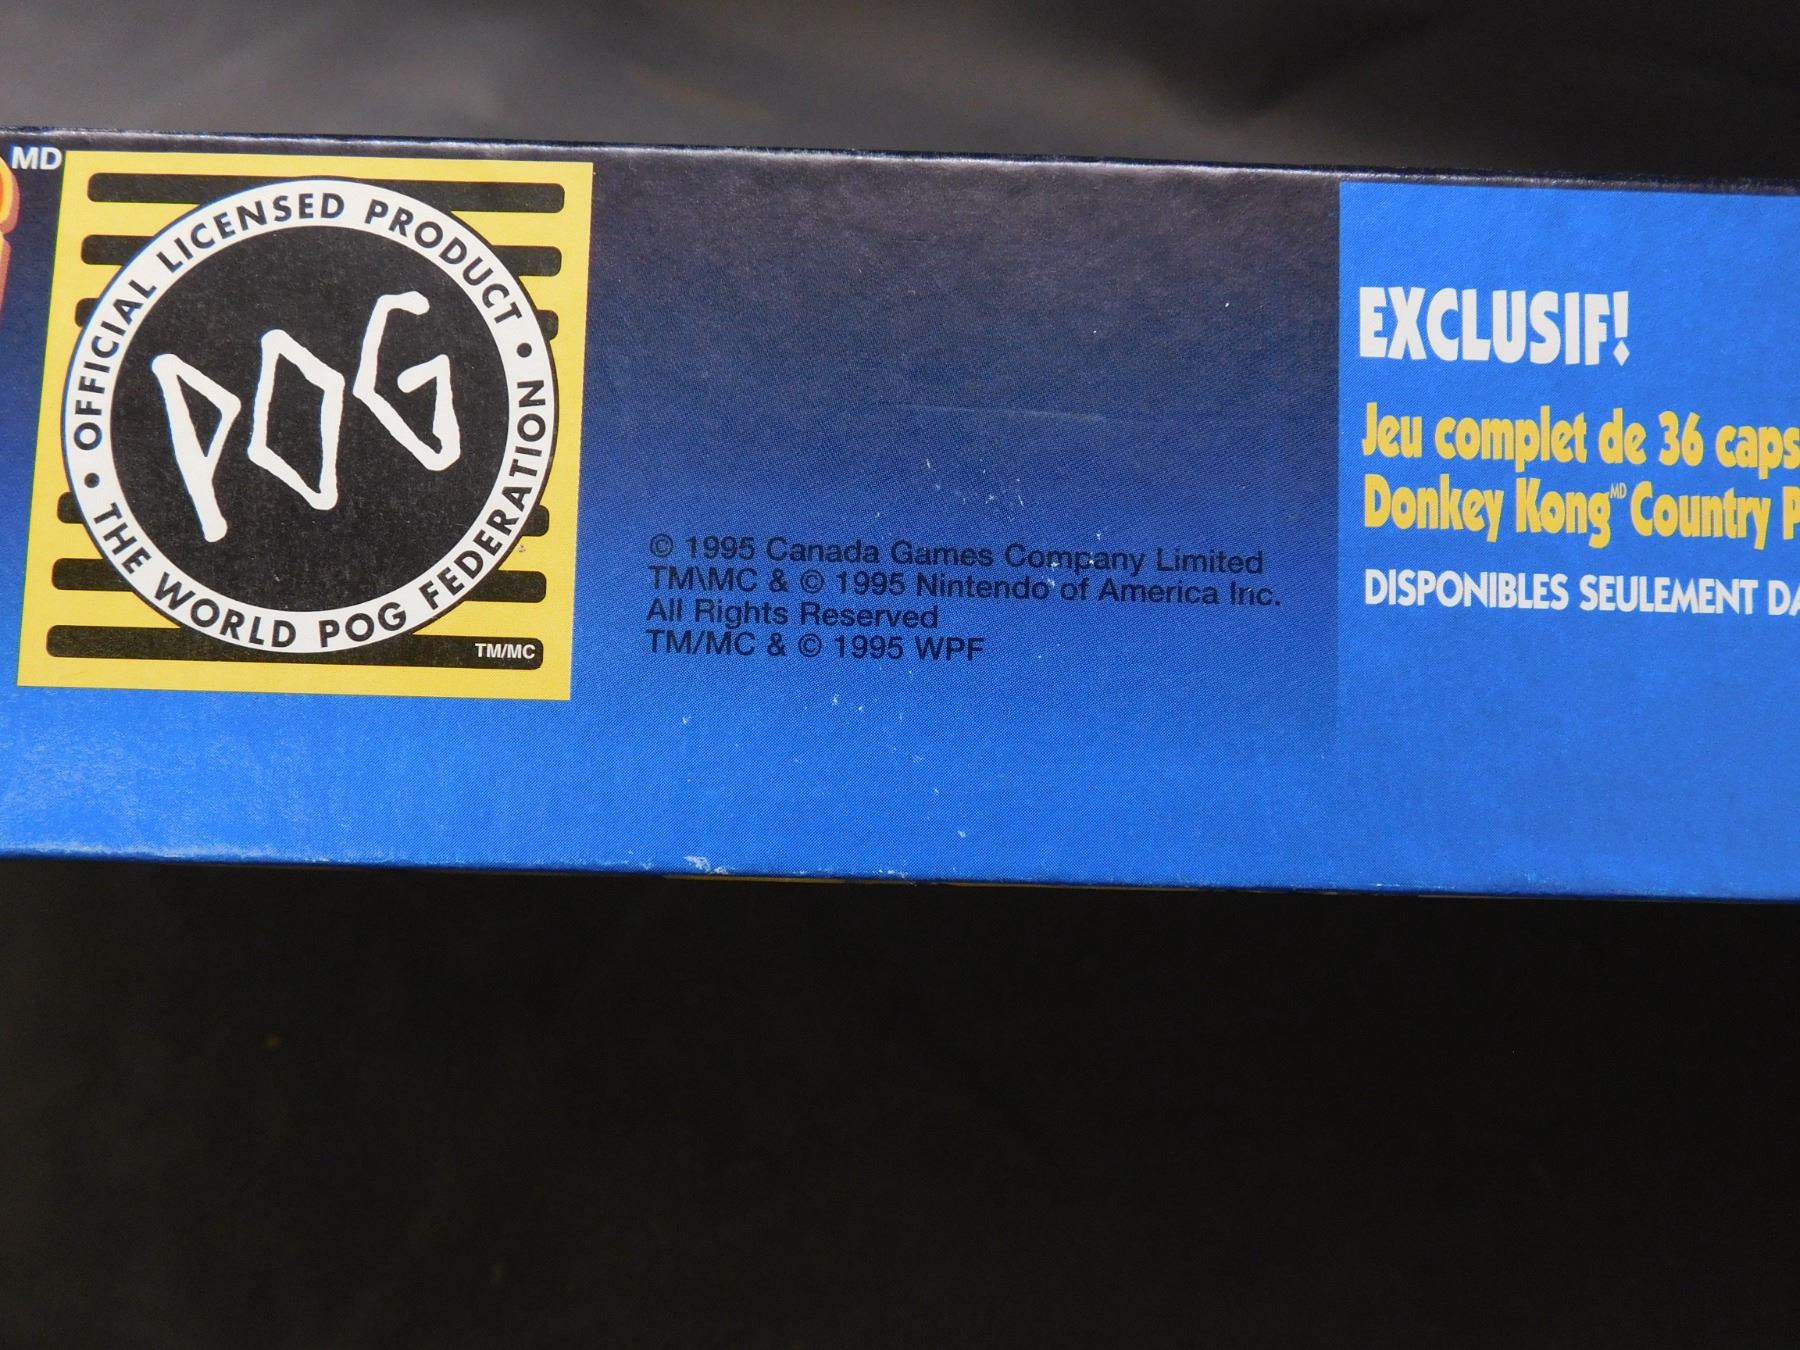 MD
OFFICIAL LICENSED PRODUCT •
• THE WORLD POG FEDERATION
POG
TM/MC
© 1995 Canada Games Company Limited
TM\MC & © 1995 Nintendo of America Inc.
All Rights Reserved
TM/MC & © 1995 WPF
EXCLUSIF!
Jeu complet de 36 caps
Donkey Kong MD Country P
DISPONIBLES SEULEMENT DA